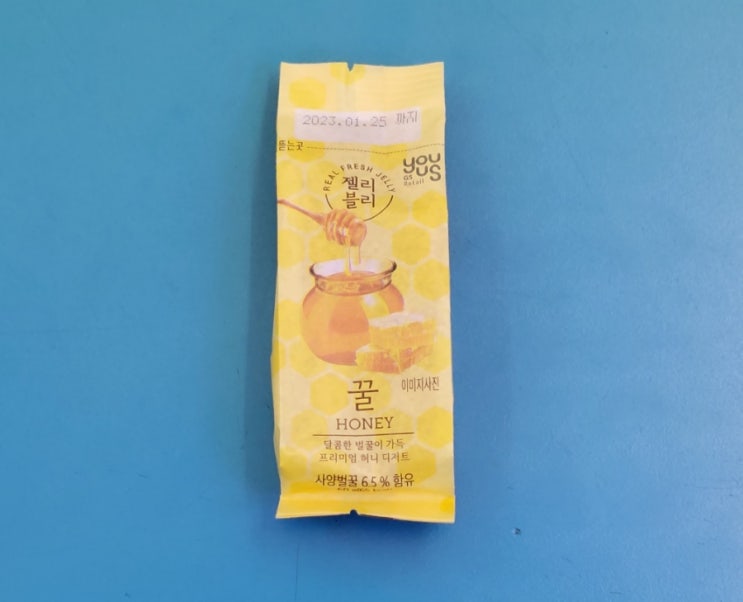 2023.01.25 까지
뜯는곳
YOU US
GS Retail
REAL FRESH JELLY
젤리
블리
이미지사진
꿀
HONEY
달콤한 벌꿀이 가득
프리미엄 허니 디저트
사양벌꿀 6.5% 함유